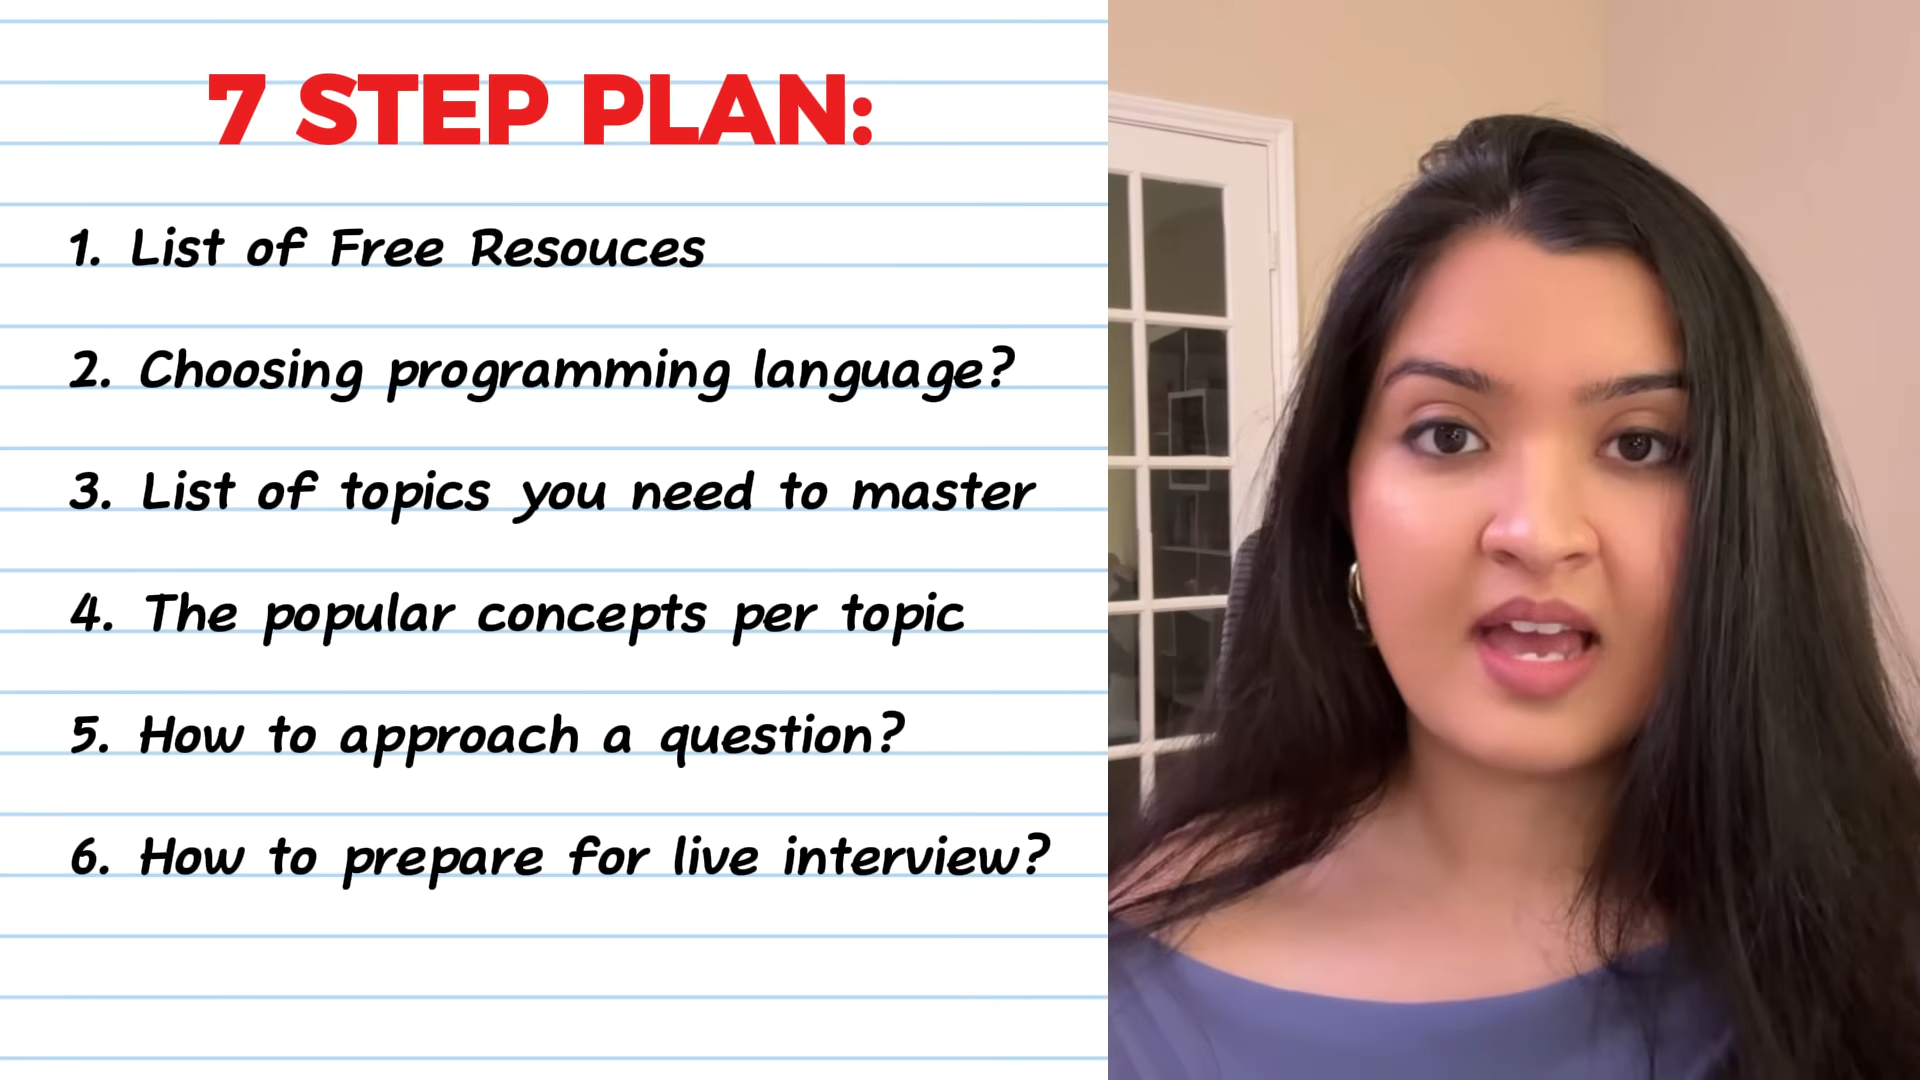 7 STEP PLAN:
1. List of Free Resouces
2. Choosing programming language?
3. List of topics you need to master
4. The popular concepts per topic
5. How to approach a question?
6. How to prepare for live interview?